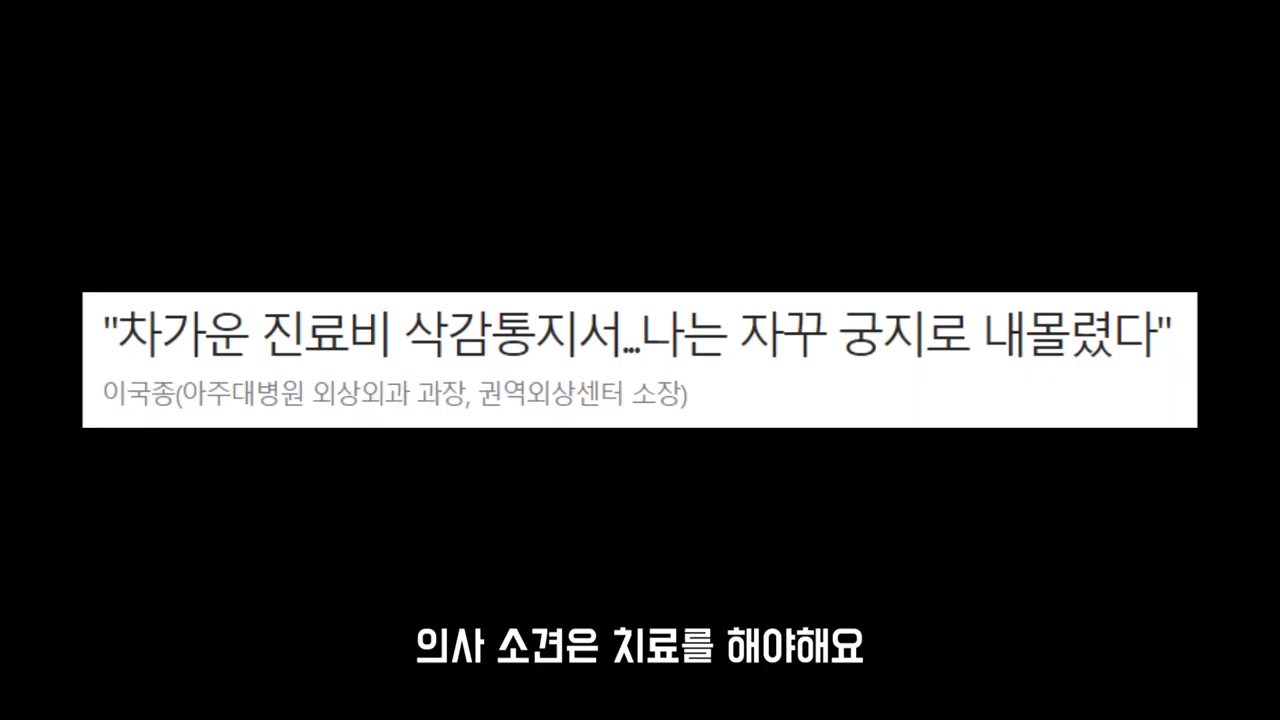 "차가운 진료비 삭감통지서...나는 자꾸 궁지로 내몰렸다"
이국종(아주대병원 외상외과 과장, 권역외상센터 소장)
의사 소견은 치료를 해야해요